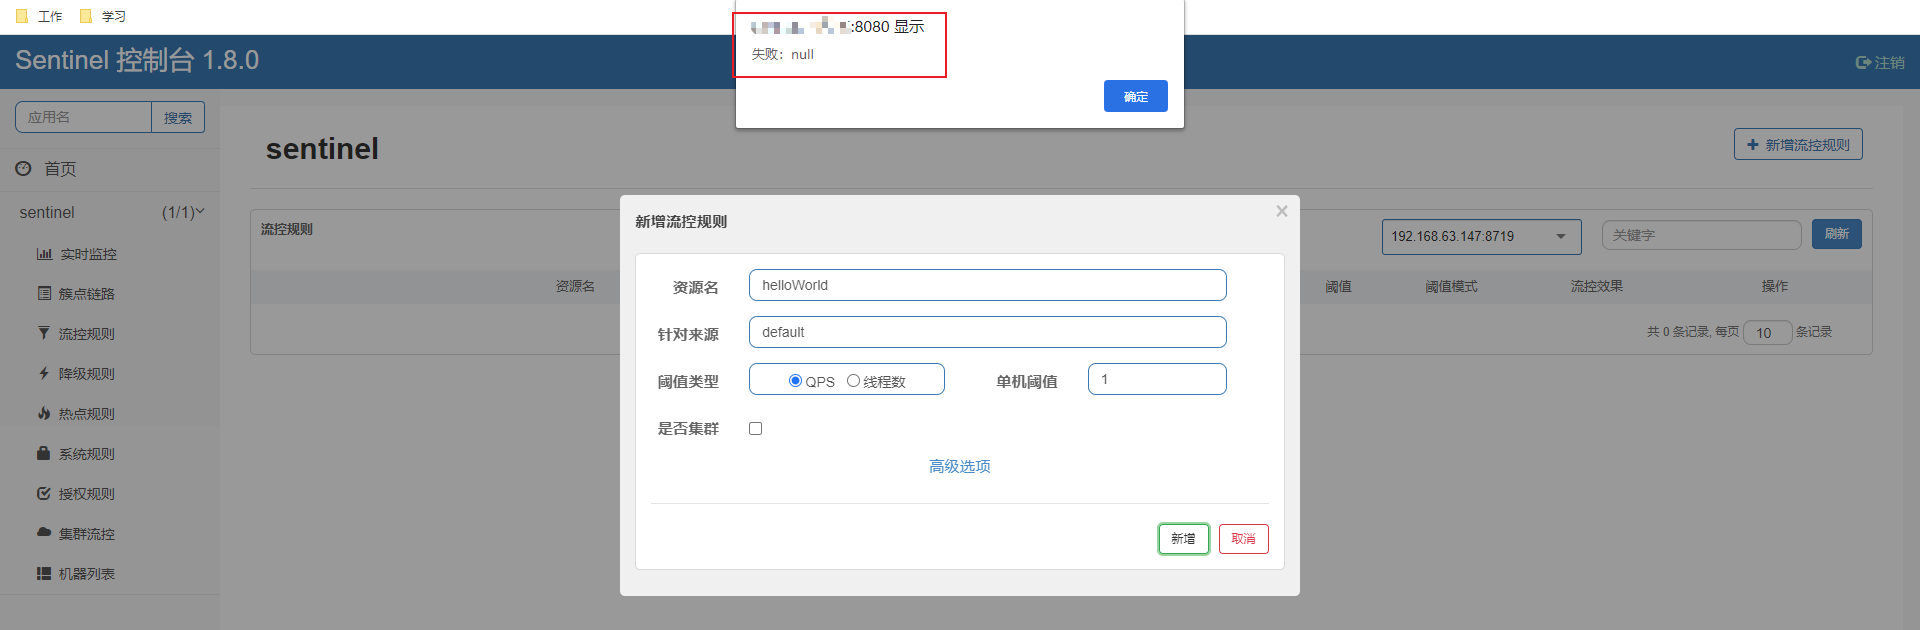 工作 学习
:8080 显示
失败：null
确定
Sentinel 控制台 1.8.0
注销
应用名 搜索
首页
sentinel (1/1)
实时监控
簇点链路
流控规则
降级规则
热点规则
系统规则
授权规则
集群流控
机器列表
sentinel
新增流控规则
流控规则
192.168.63.147:8719 关键字 刷新
资源名 阈值 阈值模式 流控效果 操作
共 0 条记录, 每页 10 条记录
新增流控规则 ×
资源名 helloWorld
针对来源 default
阈值类型 QPS 线程数 单机阈值 1
是否集群
高级选项
新增 取消